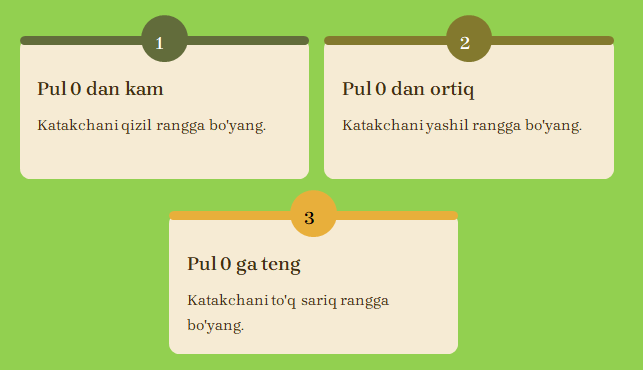 1
Pul 0 dan kam
Katakchani qizil rangga bo'yang.
2
Pul 0 dan ortiq
Katakchani yashil rangga bo'yang.
3
Pul 0 ga teng
Katakchani to'q sariq rangga
bo'yang.